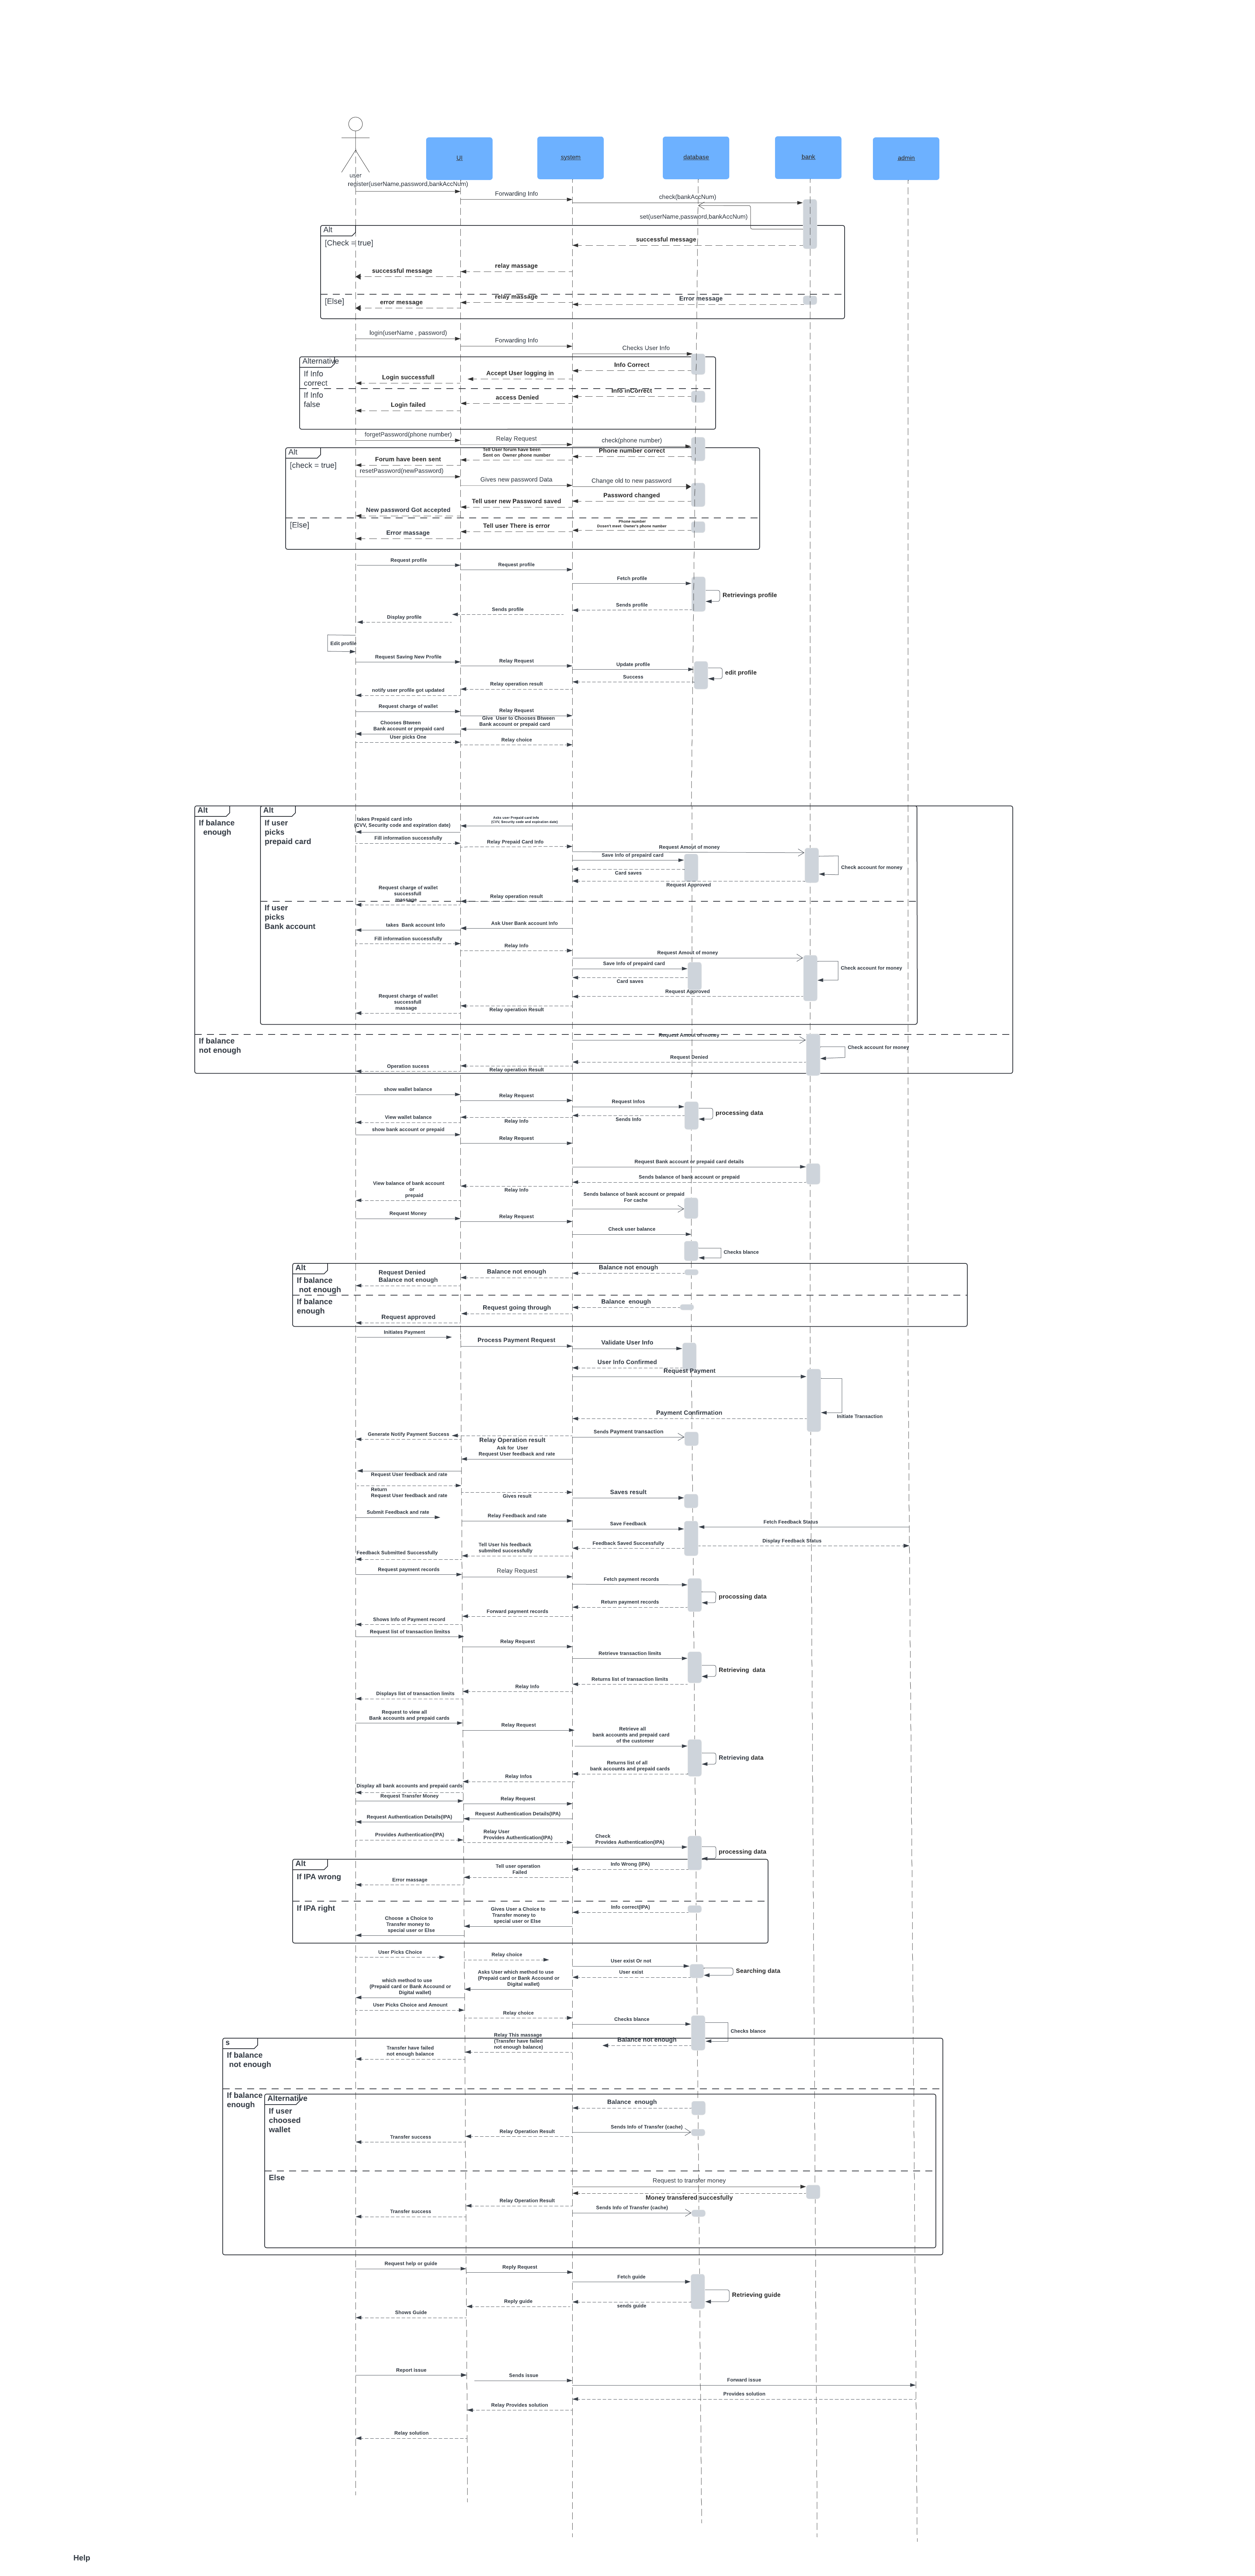 UI
system
database
bank
admin
user
register(userName,password,bankAccNum)
Forwarding Info
check(bankAccNum)
set(userName,password,bankAccNum)
Alt
[Check = true]
successful message
relay massage
successful message
[Else]
relay massage
Error message
error message
login(userName , password)
Forwarding Info
Checks User Info
Alternative
If Info
correct
Info Correct
Accept User logging in
Login successfull
If Info
false
Info inCorrect
access Denied
Login failed
forgetPassword(phone number)
Relay Request
check(phone number)
Alt
[check = true]
Tell User forum have been
Sent on Owner phone number
Phone number correct
Forum have been sent
resetPassword(newPassword)
Gives new password Data
Change old to new password
Password changed
Tell user new Password saved
New password Got accepted
[Else]
Phone number
Dosen't meet Owner's phone number
Tell user There is error
Error massage
Request profile
Request profile
Fetch profile
Retrievings profile
Sends profile
Sends profile
Display profile
Edit profile
Request Saving New Profile
Relay Request
Update profile
edit profile
Success
Relay operation result
notify user profile got updated
Request charge of wallet
Relay Request
Give User to Chooses Btween
Bank account or prepaid card
Chooses Btween
Bank account or prepaid card
User picks One
Relay choice
Alt
If balance
enough
Alt
If user
picks
prepaid card
takes Prepaid card info
(CVV, Security code and expiration date)
Asks user Prepaid card info
(CVV, Security code and expiration date)
Fill information successfully
Relay Prepaid Card Info
Request Amout of money
Save Info of prepaird card
Check account for money
Card saves
Request Approved
Request charge of wallet
successfull
massage
Relay operation result
If user
picks
Bank account
takes Bank account Info
Ask User Bank account Info
Fill information successfully
Relay Info
Request Amout of money
Save Info of prepaird card
Check account for money
Card saves
Request Approved
Request charge of wallet
successfull
massage
Relay operation Result
If balance
not enough
Request Amout of money
Check account for money
Request Denied
Operation sucess
Relay operation Result
show wallet balance
Relay Request
Request Infos
processing data
View wallet balance
Relay Info
Sends Info
show bank account or prepaid
Relay Request
Request Bank account or prepaid card details
Sends balance of bank account or prepaid
View balance of bank account
or
prepaid
Relay Info
Sends balance of bank account or prepaid
For cache
Request Money
Relay Request
Check user balance
Checks blance
Alt
If balance
not enough
Request Denied
Balance not enough
Balance not enough
Balance not enough
If balance
enough
Balance enough
Request going through
Request approved
Initiates Payment
Process Payment Request
Validate User Info
User Info Confirmed
Request Payment
Payment Confirmation
Initiate Transaction
Generate Notify Payment Success
Relay Operation result
Sends Payment transaction
Ask for User
Request User feedback and rate
Request User feedback and rate
Return
Request User feedback and rate
Gives result
Saves result
Submit Feedback and rate
Relay Feedback and rate
Save Feedback
Fetch Feedback Status
Feedback Saved Successfully
Display Feedback Status
Tell User his feedback
submited successfully
Feedback Submitted Successfully
Request payment records
Relay Request
Fetch payment records
procossing data
Return payment records
Forward payment records
Shows Info of Payment record
Request list of transaction limitss
Relay Request
Retrieve transaction limits
Retrieving data
Returns list of transaction limits
Relay Info
Displays list of transaction limits
Request to view all
Bank accounts and prepaid cards
Relay Request
Retrieve all
bank accounts and prepaid card
of the customer
Retrieving data
Returns list of all
bank accounts and prepaid cards
Relay Infos
Display all bank accounts and prepaid cards
Request Transfer Money
Relay Request
Request Authentication Details(IPA)
Request Authentication Details(IPA)
Provides Authentication(IPA)
Relay User
Provides Authentication(IPA)
Check
Provides Authentication(IPA)
processing data
Alt
If IPA wrong
Tell user operation
Failed
Info Wrong (IPA)
Error massage
If IPA right
Info correct(IPA)
Gives User a Choice to
Transfer money to
special user or Else
Choose a Choice to
Transfer money to
special user or Else
User Picks Choice
Relay choice
User exist Or not
User exist
Searching data
Asks User which method to use
(Prepaid card or Bank Accound or
Digital wallet)
which method to use
(Prepaid card or Bank Accound or
Digital wallet)
User Picks Choice and Amount
Relay choice
Checks blance
Checks blance
s
If balance
not enough
Relay This massage
(Transfer have failed
not enough balance)
Balance not enough
Transfer have failed
not enough balance
If balance
enough
Alternative
If user
choosed
wallet
Balance enough
Sends Info of Transfer (cache)
Relay Operation Result
Transfer success
Else
Request to transfer money
Money transfered succesfully
Relay Operation Result
Sends Info of Transfer (cache)
Transfer success
Request help or guide
Reply Request
Fetch guide
Retrieving guide
Reply guide
sends guide
Shows Guide
Report issue
Sends issue
Forward issue
Provides solution
Relay Provides solution
Relay solution
Help